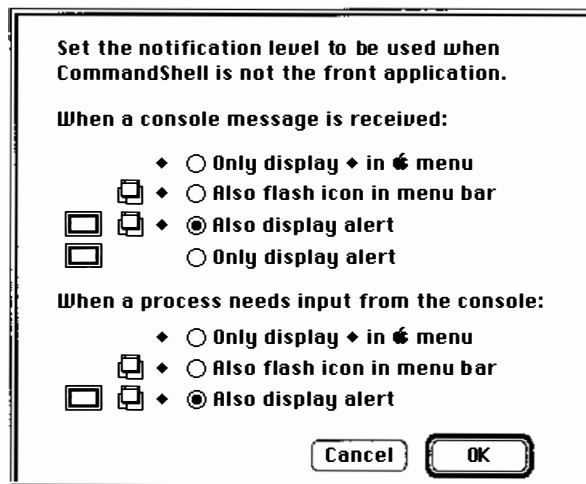 Set the notification level to be used when
CommandShell is not the front application.
When a console message is received:
Only display ◆ in  menu
Also flash icon in menu bar
Also display alert
Only display alert
When a process needs input from the console:
Only display ◆ in  menu
Also flash icon in menu bar
Also display alert
Cancel OK